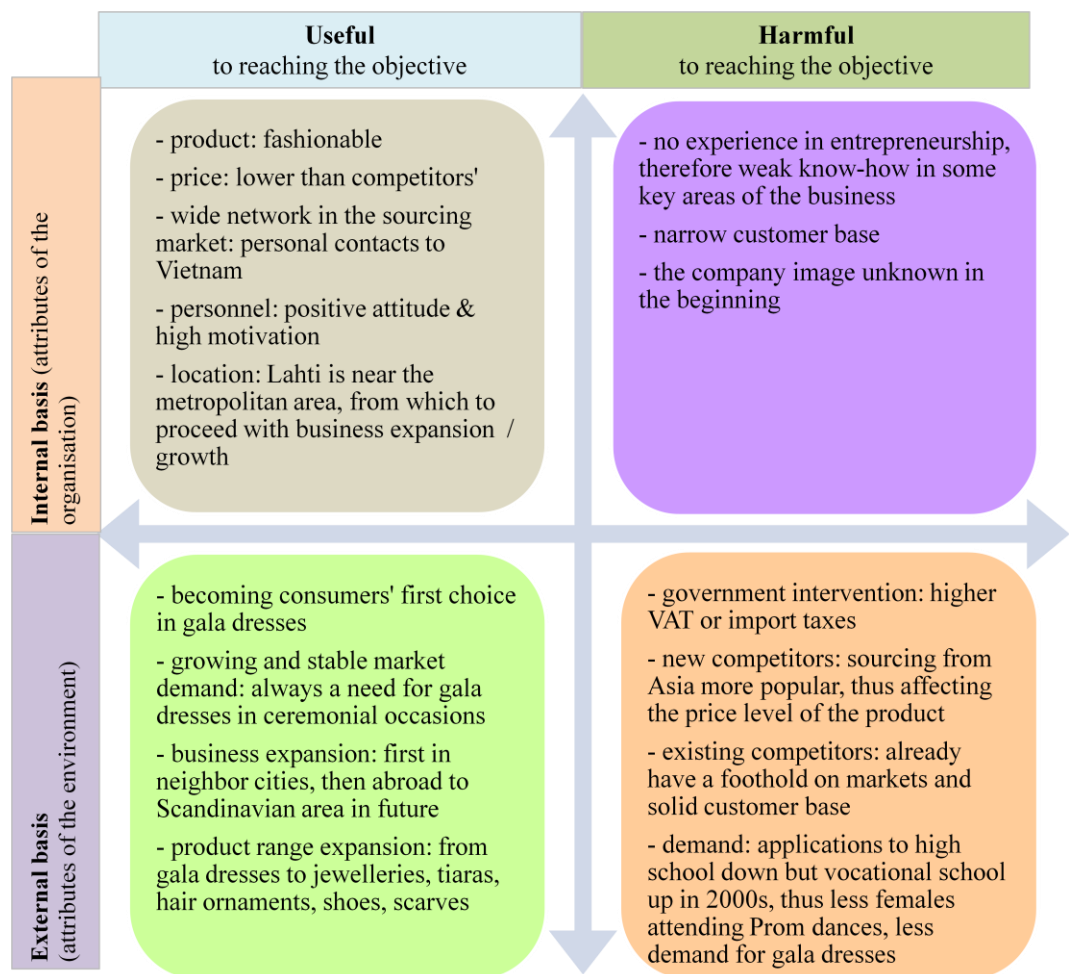 Useful
to reaching the objective
Harmful
to reaching the objective
Internal basis (attributes of the
organisation)
- product: fashionable
- price: lower than competitors'
- wide network in the sourcing
market: personal contacts to
Vietnam
- personnel: positive attitude &
high motivation
- location: Lahti is near the
metropolitan area, from which to
proceed with business expansion /
growth
- no experience in entrepreneurship,
therefore weak know-how in some
key areas of the business
- narrow customer base
- the company image unknown in
the beginning
External basis
(attributes of the environment)
- becoming consumers' first choice
in gala dresses
- growing and stable market
demand: always a need for gala
dresses in ceremonial occasions
- business expansion: first in
neighbor cities, then abroad to
Scandinavian area in future
- product range expansion: from
gala dresses to jewelleries, tiaras,
hair ornaments, shoes, scarves
- government intervention: higher
VAT or import taxes
- new competitors: sourcing from
Asia more popular, thus affecting
the price level of the product
- existing competitors: already
have a foothold on markets and
solid customer base
- demand: applications to high
school down but vocational school
up in 2000s, thus less females
attending Prom dances, less
demand for gala dresses